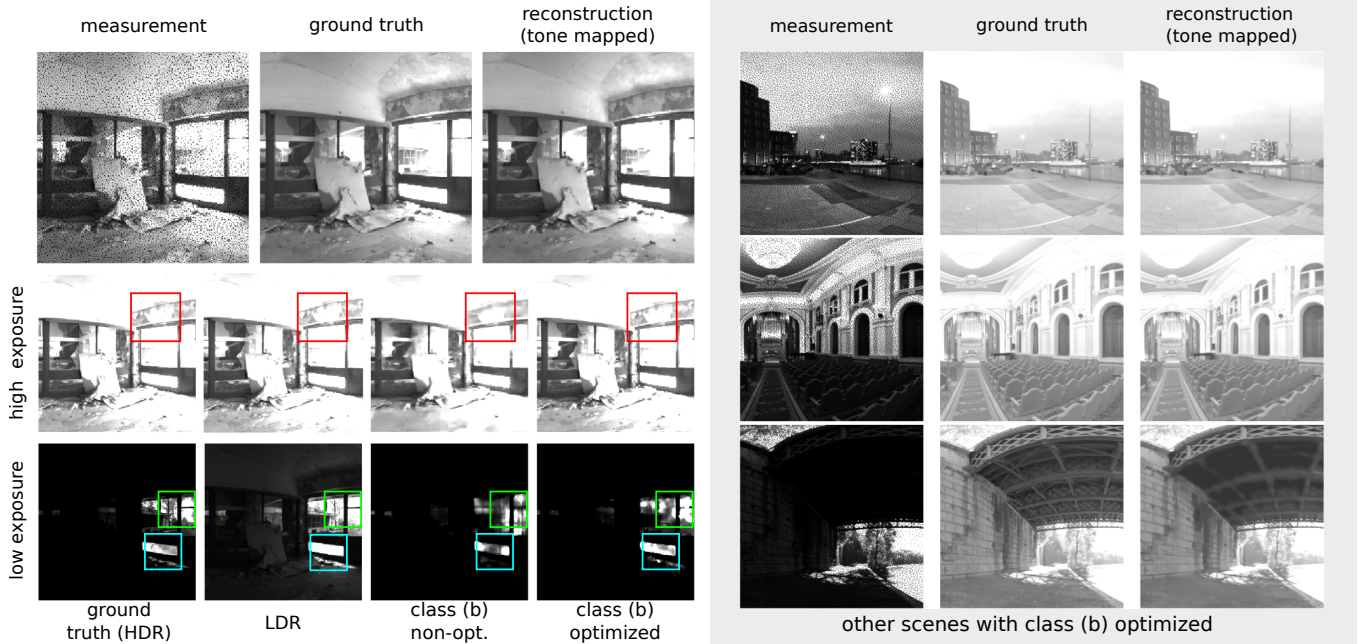 measurement
ground truth
reconstruction
(tone mapped)
high exposure
low exposure
ground
truth (HDR)
LDR
class (b)
non-opt.
class (b)
optimized
measurement
ground truth
reconstruction
(tone mapped)
other scenes with class (b) optimized